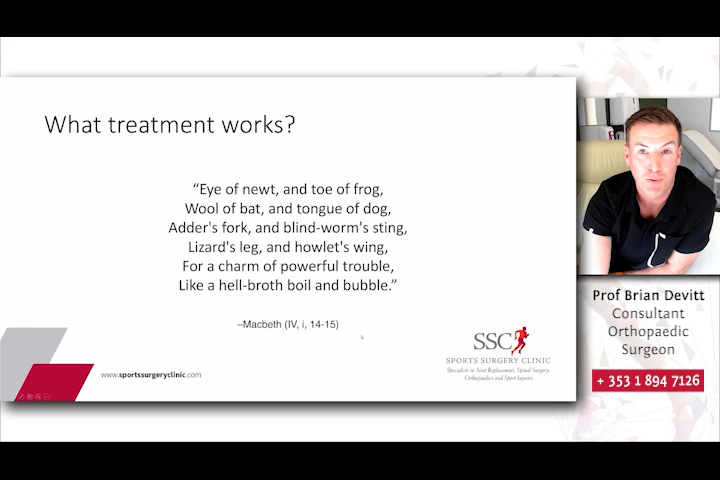 What treatment works?
“Eye of newt, and toe of frog,
Wool of bat, and tongue of dog,
Adder's fork, and blind-worm's sting,
Lizard's leg, and howlet's wing,
For a charm of powerful trouble,
Like a hell-broth boil and bubble.”
–Macbeth (IV, i, 14-15)
SSC
SPORTS SURGERY CLINIC
Specialists in Joint Replacement, Spinal Surgery,
Orthopaedics and Sport Injuries
www.sportssurgeryclinic.com
Prof Brian Devitt
Consultant
Orthopaedic
Surgeon
+ 353 1 894 7126